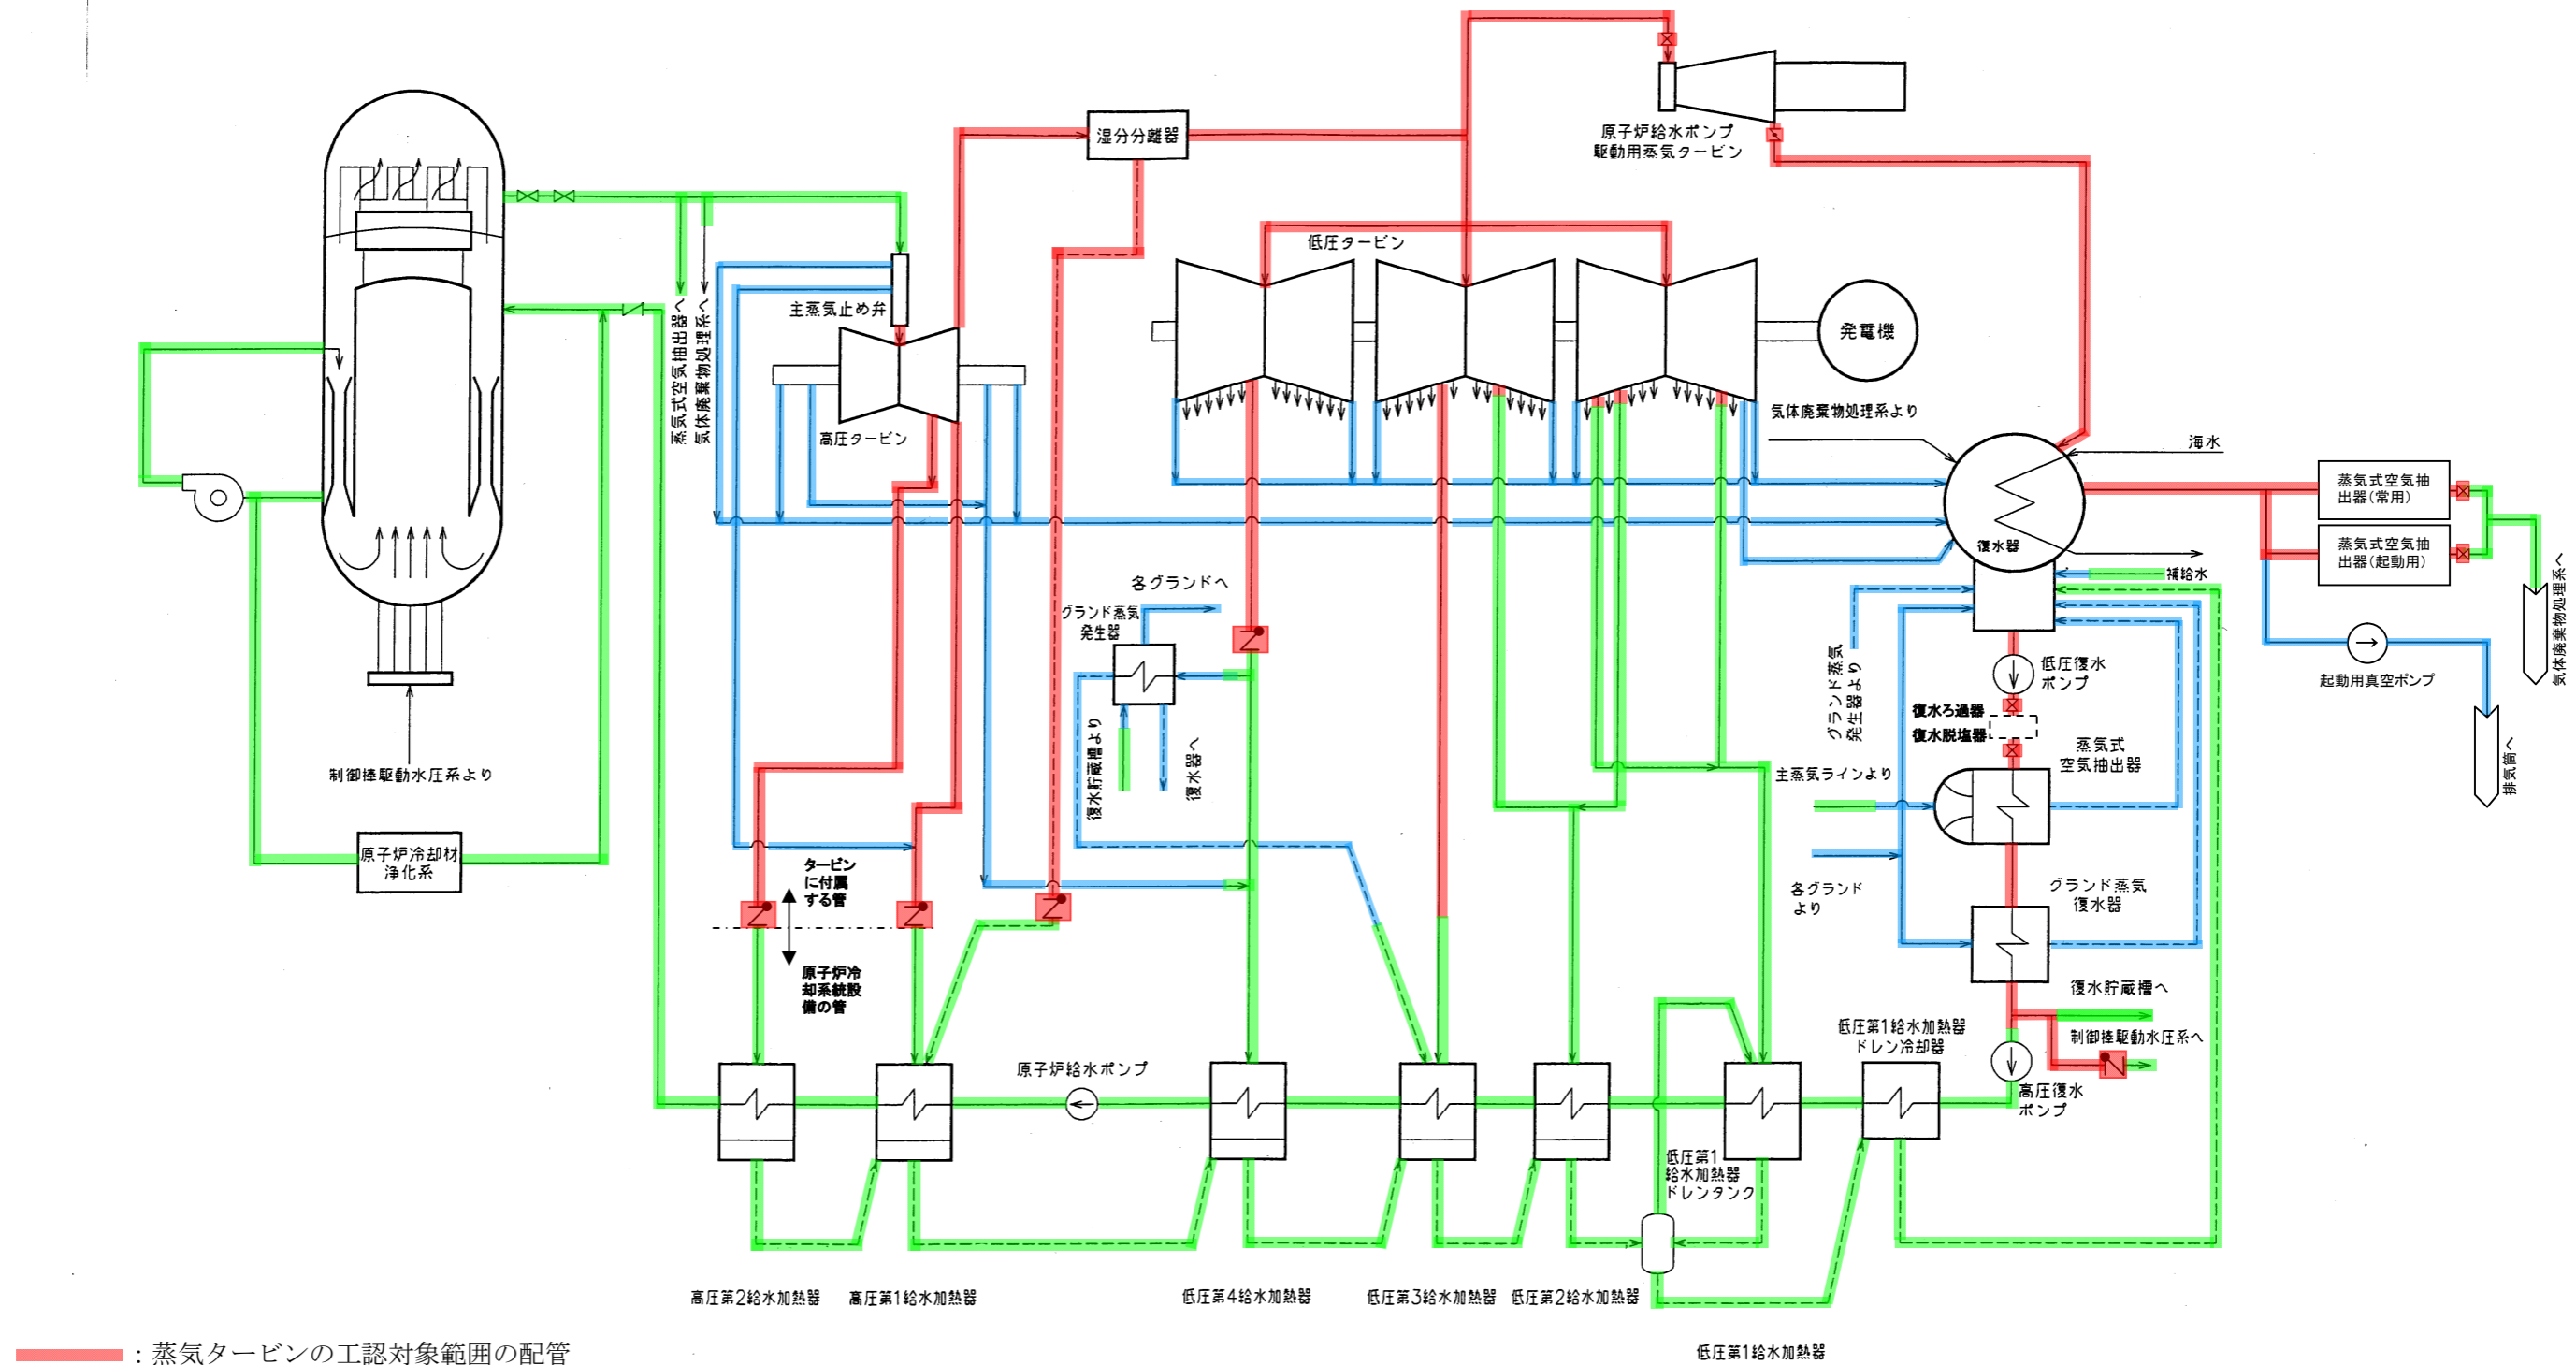 湿分分離器
原子炉給水ポンプ
駆動用蒸気タービン
低圧タービン
主蒸気止め弁
発電機
蒸気式空気抽出器へ
気体廃棄物処理系へ
高圧タービン
気体廃棄物処理系より
海水
蒸気式空気抽
出器(常用)
蒸気式空気抽
出器(起動用)
復水器
補給水
気体廃棄物処理系へ
各グランドへ
グランド蒸気
発生器
グランド蒸気
発生器より
低圧復水
ポンプ
起動用真空ポンプ
復水ろ過器
復水脱塩器
復水貯蔵槽より
復水器へ
蒸気式
空気抽出器
排気筒へ
主蒸気ラインより
制御棒駆動水圧系より
原子炉冷却材
浄化系
タービン
に付属
する管
各グランド
より
グランド蒸気
復水器
原子炉冷
却系統設
備の管
復水貯蔵槽へ
制御棒駆動水圧系へ
低圧第1給水加熱器
ドレン冷却器
原子炉給水ポンプ
高圧復水
ポンプ
低圧第1
給水加熱器
ドレンタンク
高圧第2給水加熱器
高圧第1給水加熱器
低圧第4給水加熱器
低圧第3給水加熱器
低圧第2給水加熱器
低圧第1給水加熱器
:蒸気タービンの工認対象範囲の配管